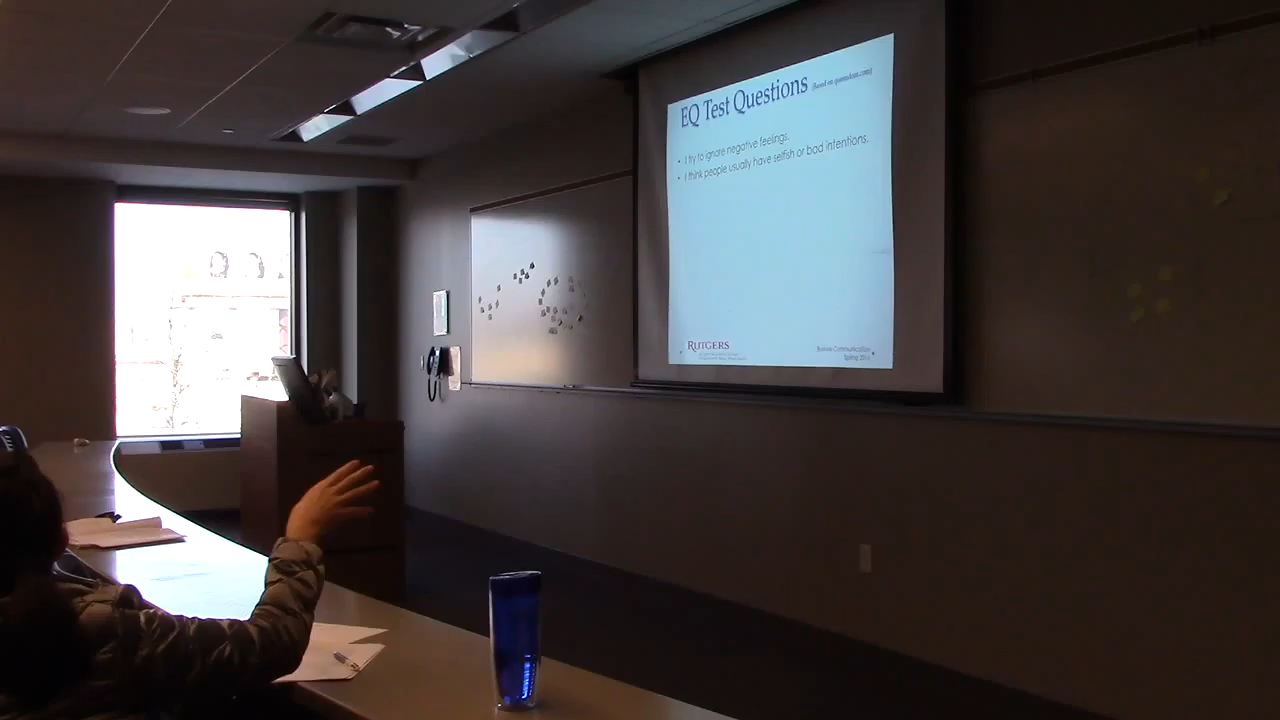 EQ Test Questions (Based on queendom.com)
• I try to ignore negative feelings.
• I think people usually have selfish or bad intentions.
RUTGERS
Business Communication